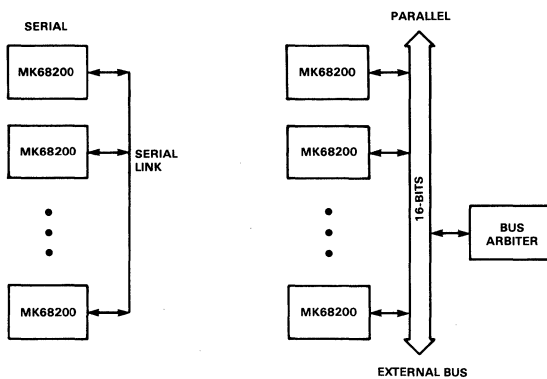 SERIAL
MK68200
MK68200
SERIAL
LINK
MK68200
PARALLEL
MK68200
MK68200
16-BITS
BUS
ARBITER
MK68200
EXTERNAL BUS